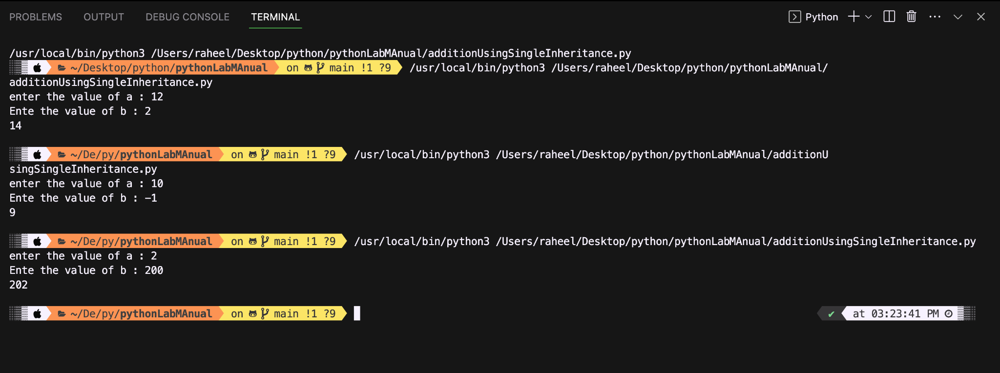 PROBLEMS OUTPUT DEBUG CONSOLE TERMINAL Python
/usr/local/bin/python3 /Users/raheel/Desktop/python/pythonLabMAnual/additionUsingSingleInheritance.py
~/Desktop/python/pythonLabMAnual on main !1 ?9 /usr/local/bin/python3 /Users/raheel/Desktop/python/pythonLabMAnual/
additionUsingSingleInheritance.py
enter the value of a : 12
Ente the value of b : 2
14
~/De/py/pythonLabMAnual on main !1 ?9 /usr/local/bin/python3 /Users/raheel/Desktop/python/pythonLabMAnual/additionU
singSingleInheritance.py
enter the value of a : 10
Ente the value of b : -1
9
~/De/py/pythonLabMAnual on main !1 ?9 /usr/local/bin/python3 /Users/raheel/Desktop/python/pythonLabMAnual/additionUsingSingleInheritance.py
enter the value of a : 2
Ente the value of b : 200
202
~/De/py/pythonLabMAnual on main !1 ?9 ✔ at 03:23:41 PM